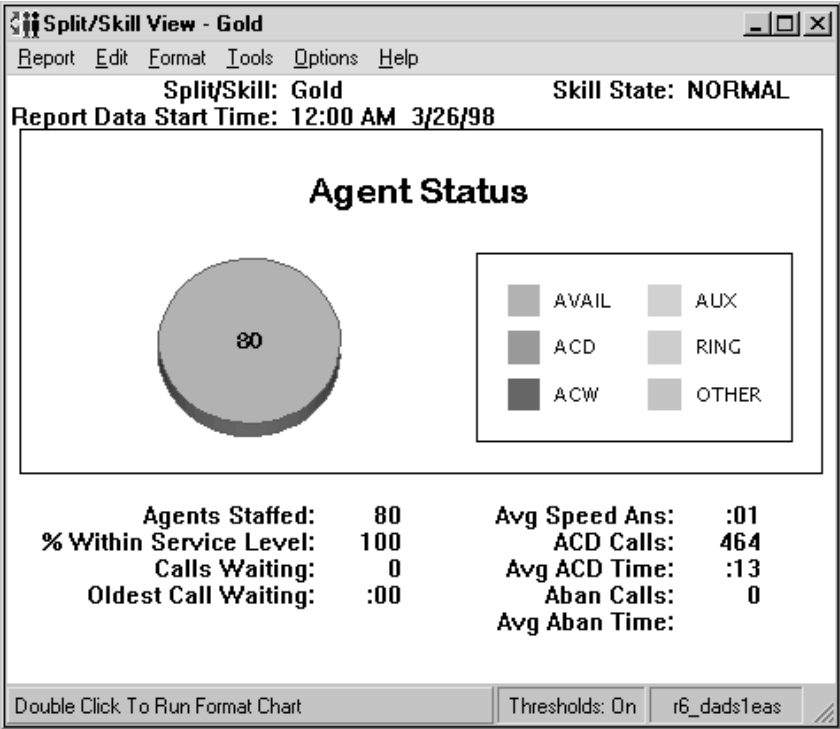 Split/Skill View - Gold
Report Edit Format Tools Options Help
Split/Skill: Gold Skill State: NORMAL
Report Data Start Time: 12:00 AM 3/26/98
Agent Status
80
AVAIL AUX
ACD RING
ACW OTHER
Agents Staffed: 80 Avg Speed Ans: :01
% Within Service Level: 100 ACD Calls: 464
Calls Waiting: 0 Avg ACD Time: :13
Oldest Call Waiting: :00 Aban Calls: 0
Avg Aban Time:
Double Click To Run Format Chart Thresholds: On r6_dads1eas